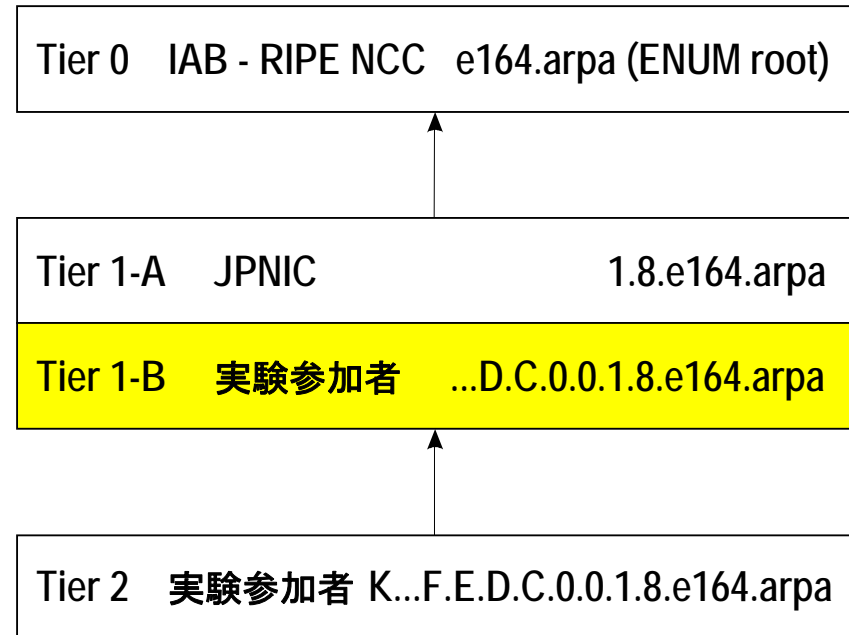 Tier 0 IAB - RIPE NCC e164.arpa (ENUM root)
Tier 1-A JPNIC 1.8.e164.arpa
Tier 1-B 実験参加者 ...D.C.0.0.1.8.e164.arpa
Tier 2 実験参加者 K...F.E.D.C.0.0.1.8.e164.arpa